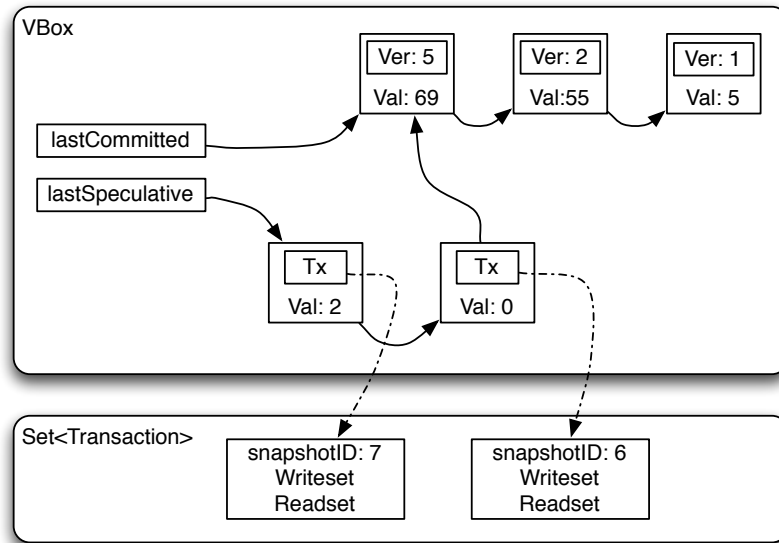 VBox
Ver: 5
Val: 69
Ver: 2
Val:55
Ver: 1
Val: 5
lastCommitted
lastSpeculative
Tx
Val: 2
Tx
Val: 0
Set<Transaction>
snapshotID: 7
Writeset
Readset
snapshotID: 6
Writeset
Readset